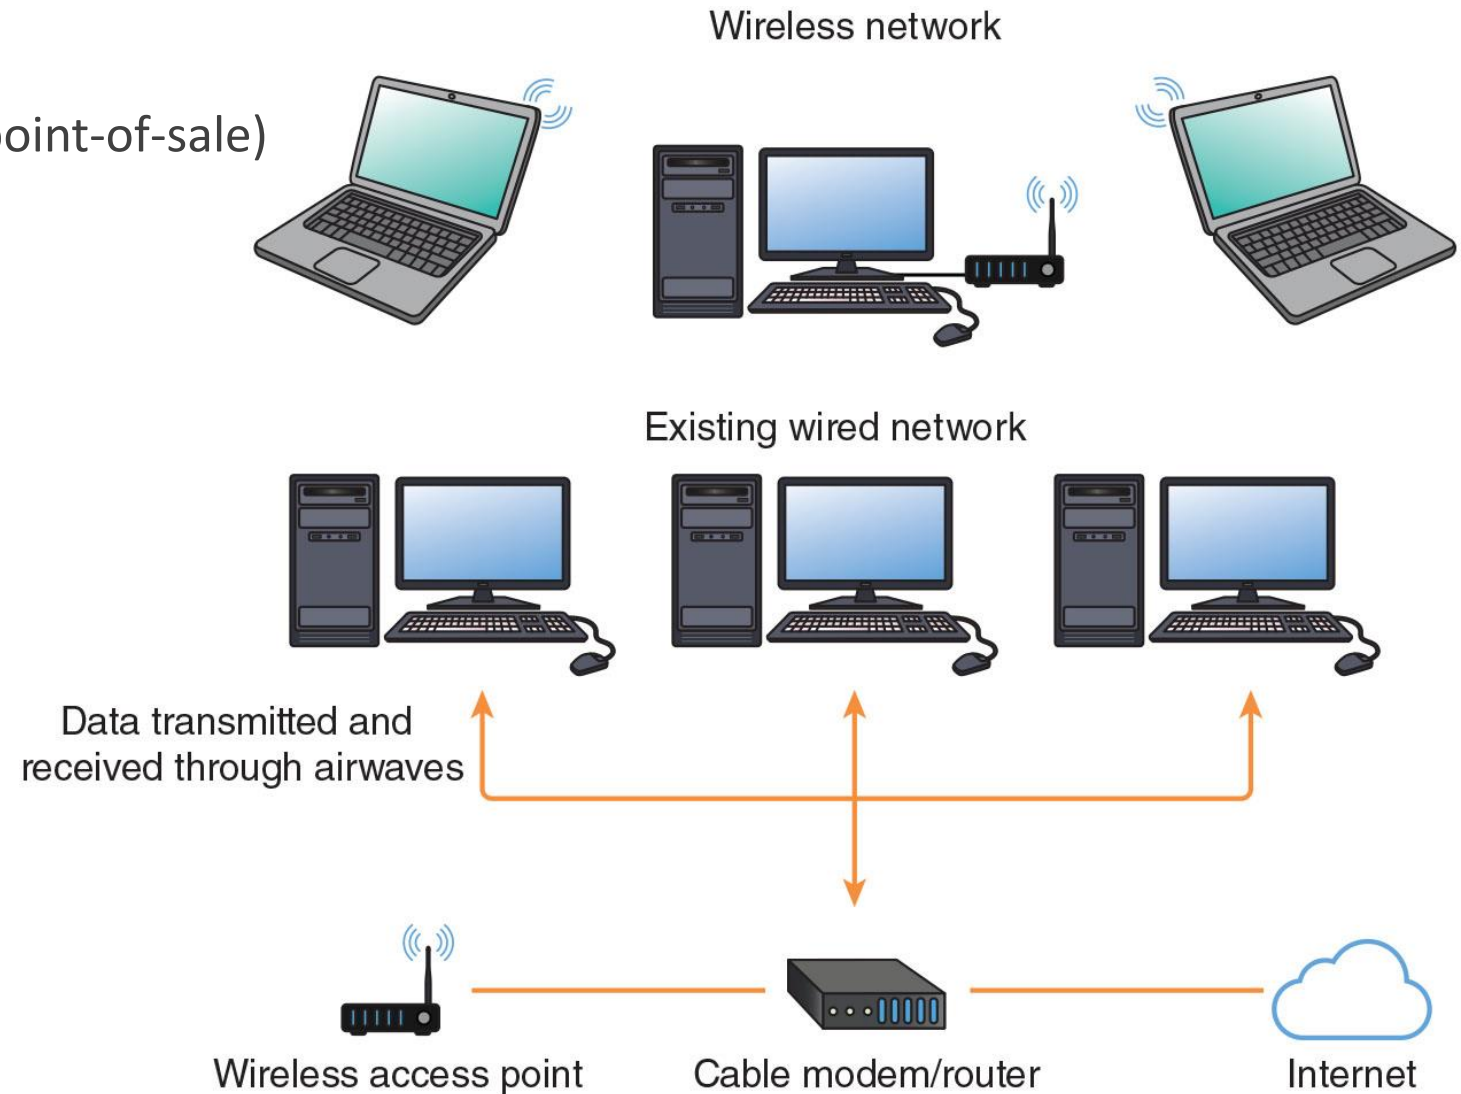 Wireless network
point-of-sale)
Existing wired network
Data transmitted and
received through airwaves
Wireless access point
Cable modem/router
Internet